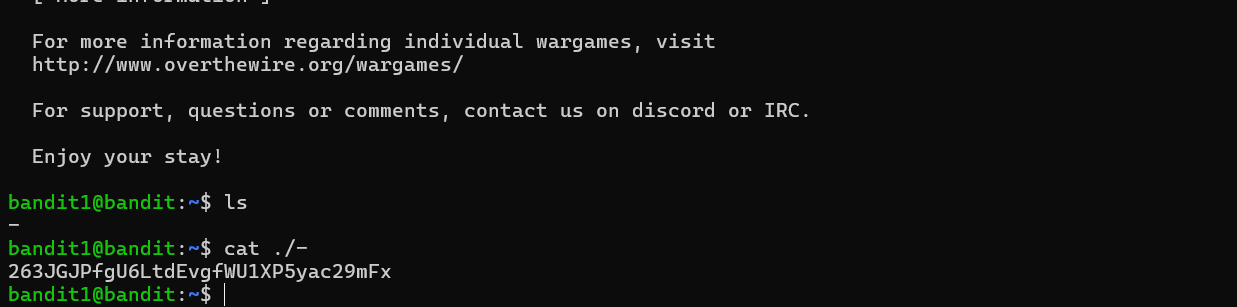 For more information regarding individual wargames, visit
http://www.overthewire.org/wargames/
For support, questions or comments, contact us on discord or IRC.
Enjoy your stay!
bandit1@bandit:~$ ls
-
bandit1@bandit:~$ cat ./-
263JGJPfgU6LtdEvgfWU1XP5yac29mFx
bandit1@bandit:~$